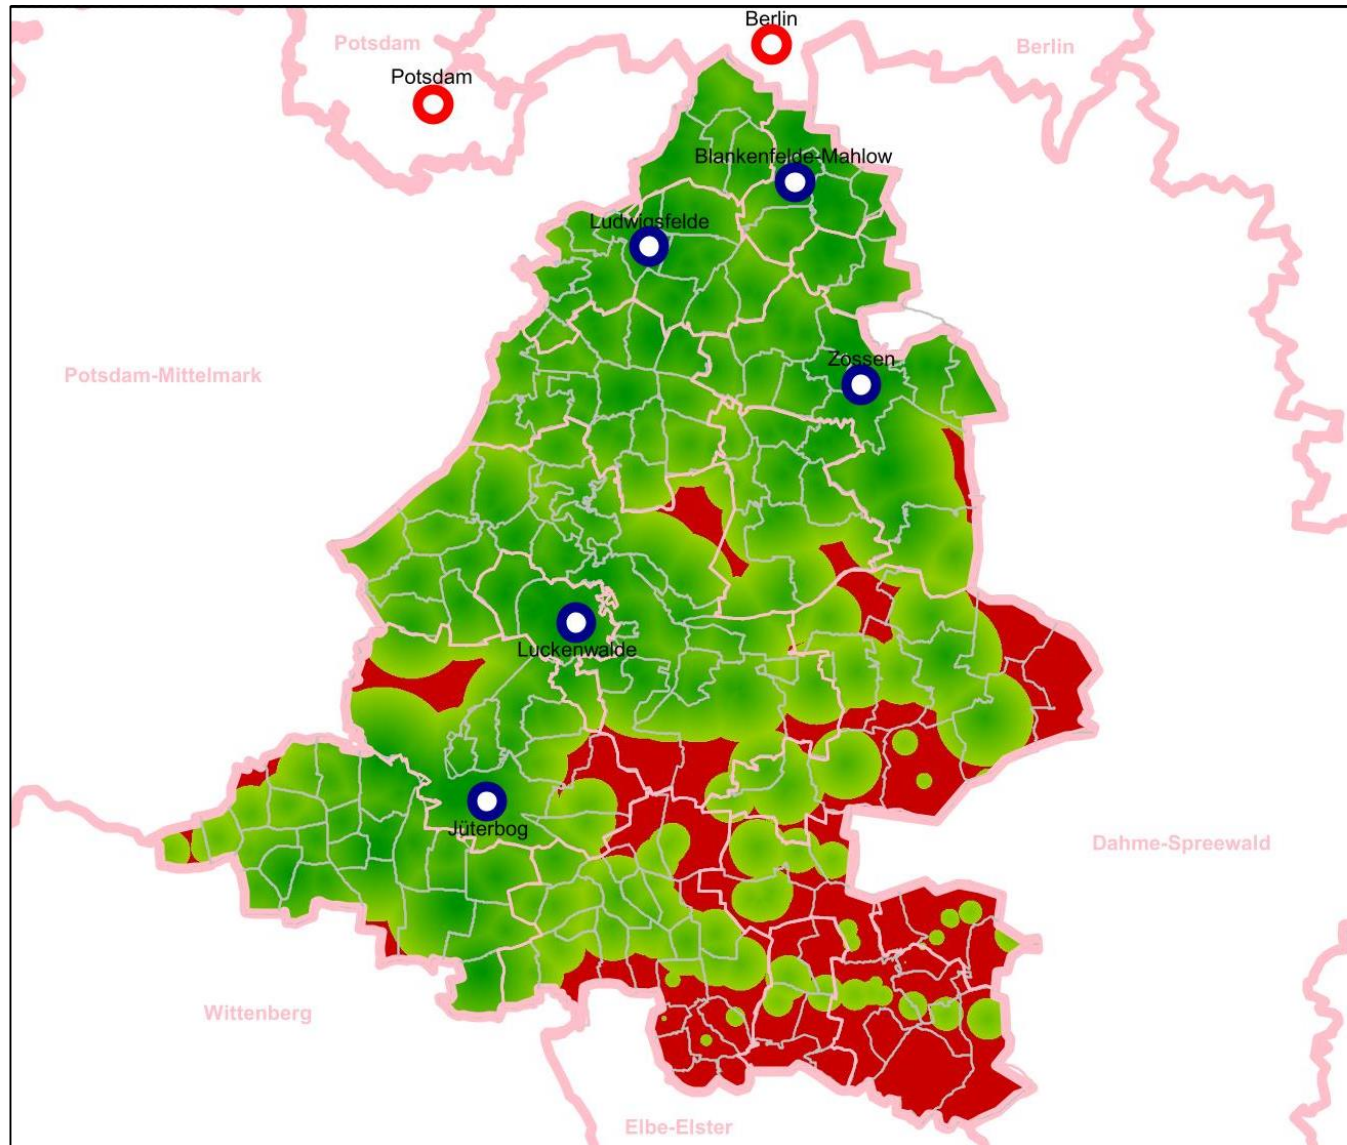 Berlin
Potsdam
Berlin
Potsdam
Blankenfelde-Mahlow
Ludwigsfelde
Zossen
Potsdam-Mittelmark
Luckenwalde
Jüterbog
Dahme-Spreewald
Wittenberg
Elbe-Elster